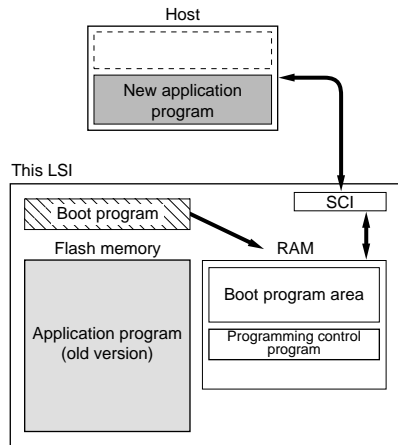 Host
New application
program
This LSI
SCI
Boot program
Flash memory
RAM
Boot program area
Application program
(old version)
Programming control
program